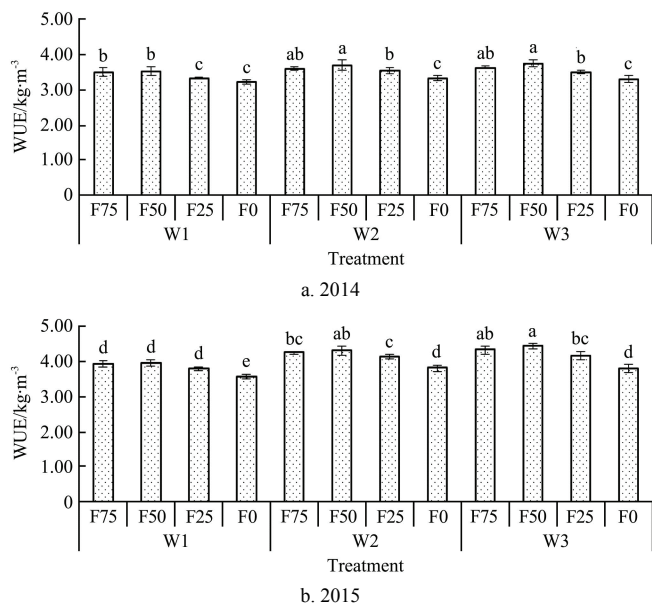 5.00
4.00
3.00
2.00
1.00
0
WUE/kg·m⁻³
b b c c ab a b c ab a b c
F75 F50 F25 F0 F75 F50 F25 F0 F75 F50 F25 F0
W1 W2 W3
Treatment
a. 2014
5.00
4.00
3.00
2.00
1.00
0
WUE/kg·m⁻³
d d d e bc ab c d ab a bc d
F75 F50 F25 F0 F75 F50 F25 F0 F75 F50 F25 F0
W1 W2 W3
Treatment
b. 2015